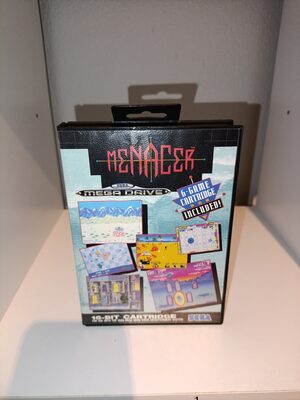 MENACER
SEGA
MEGA DRIVE
6 GAME
CARTRIDGE
INCLUDED!
16-BIT CARTRIDGE
SEGA